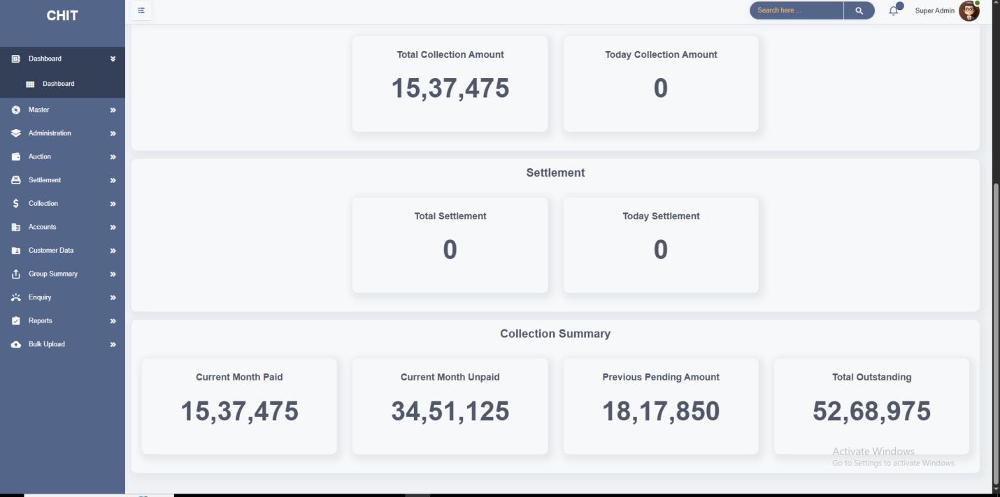 CHIT
Search here ...
Super Admin
Dashboard
Dashboard
Master
Administration
Auction
Settlement
Collection
Accounts
Customer Data
Group Summary
Enquiry
Reports
Bulk Upload
Total Collection Amount
15,37,475
Today Collection Amount
0
Settlement
Total Settlement
0
Today Settlement
0
Collection Summary
Current Month Paid
15,37,475
Current Month Unpaid
34,51,125
Previous Pending Amount
18,17,850
Total Outstanding
52,68,975
Activate Windows
Go to Settings to activate Windows.